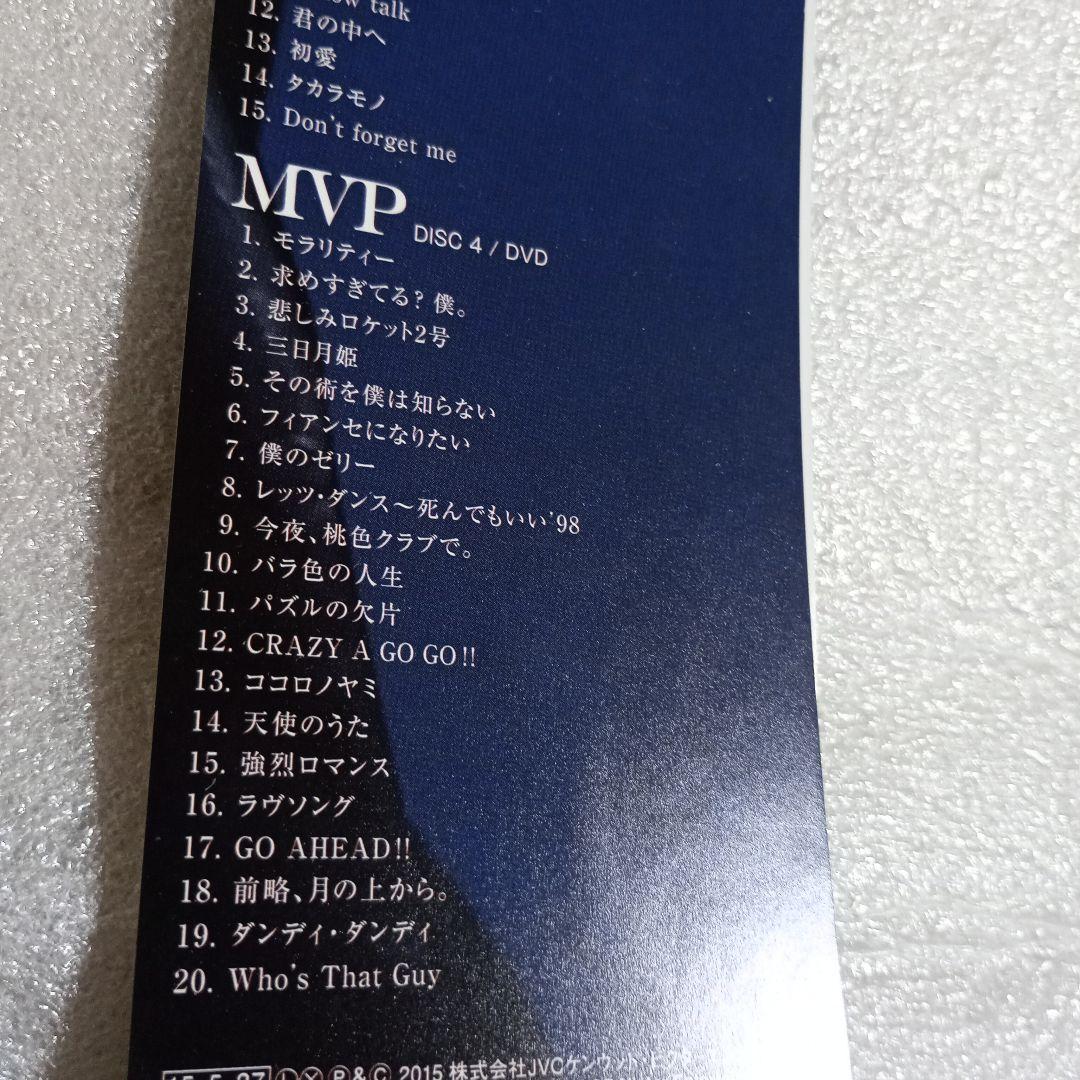 talk
12. 君の中へ
13. 初愛
14. タカラモノ
15. Don't forget me
MVP DISC 4 / DVD
1. モラリティー
2. 求めすぎてる? 僕。
3. 悲しみロケット2号
4. 三日月姫
5. その術を僕は知らない
6. フィアンセになりたい
7. 僕のゼリー
8. レッツ・ダンス〜死んでもいい'98
9. 今夜、桃色クラブで。
10. バラ色の人生
11. パズルの欠片
12. CRAZY A GO GO!!
13. ココロノヤミ
14. 天使のうた
15. 強烈ロマンス
16. ラヴソング
17. GO AHEAD!!
18. 前略、月の上から。
19. ダンディ・ダンディ
20. Who's That Guy
15.5.27 Ⓛ Ⓧ Ⓟ&Ⓒ 2015 株式会社JVCケンウッド・